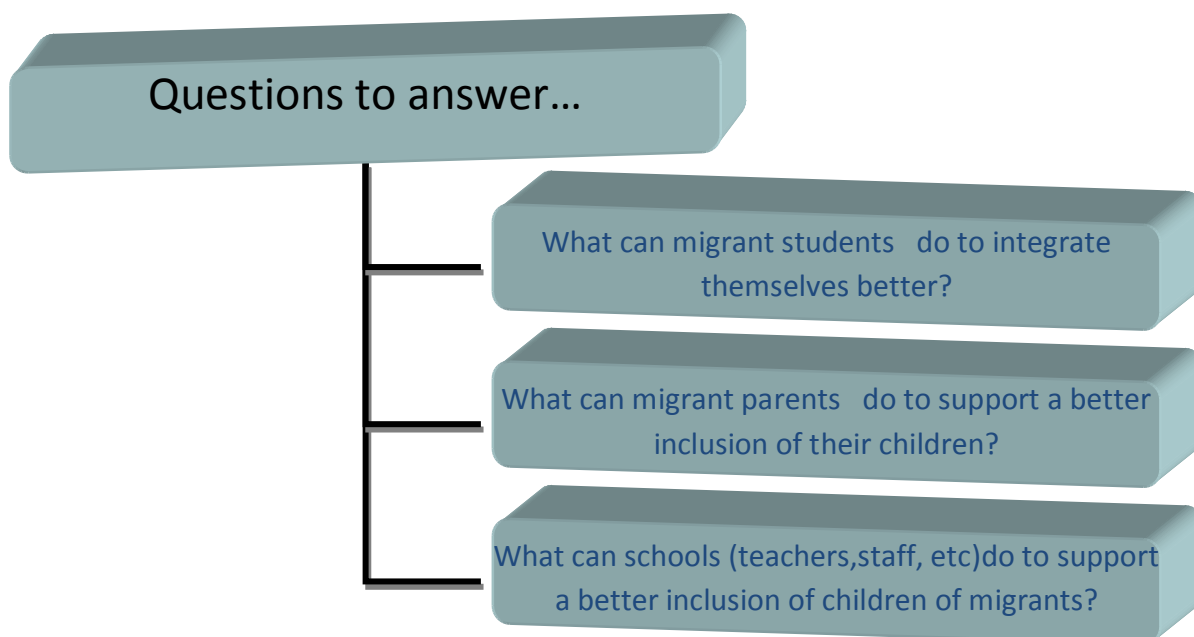 Questions to answer…
What can migrant students   do to integrate
themselves better?
What can migrant parents   do to support a better
inclusion of their children?
What can schools (teachers,staff, etc)do to support
a better inclusion of children of migrants?